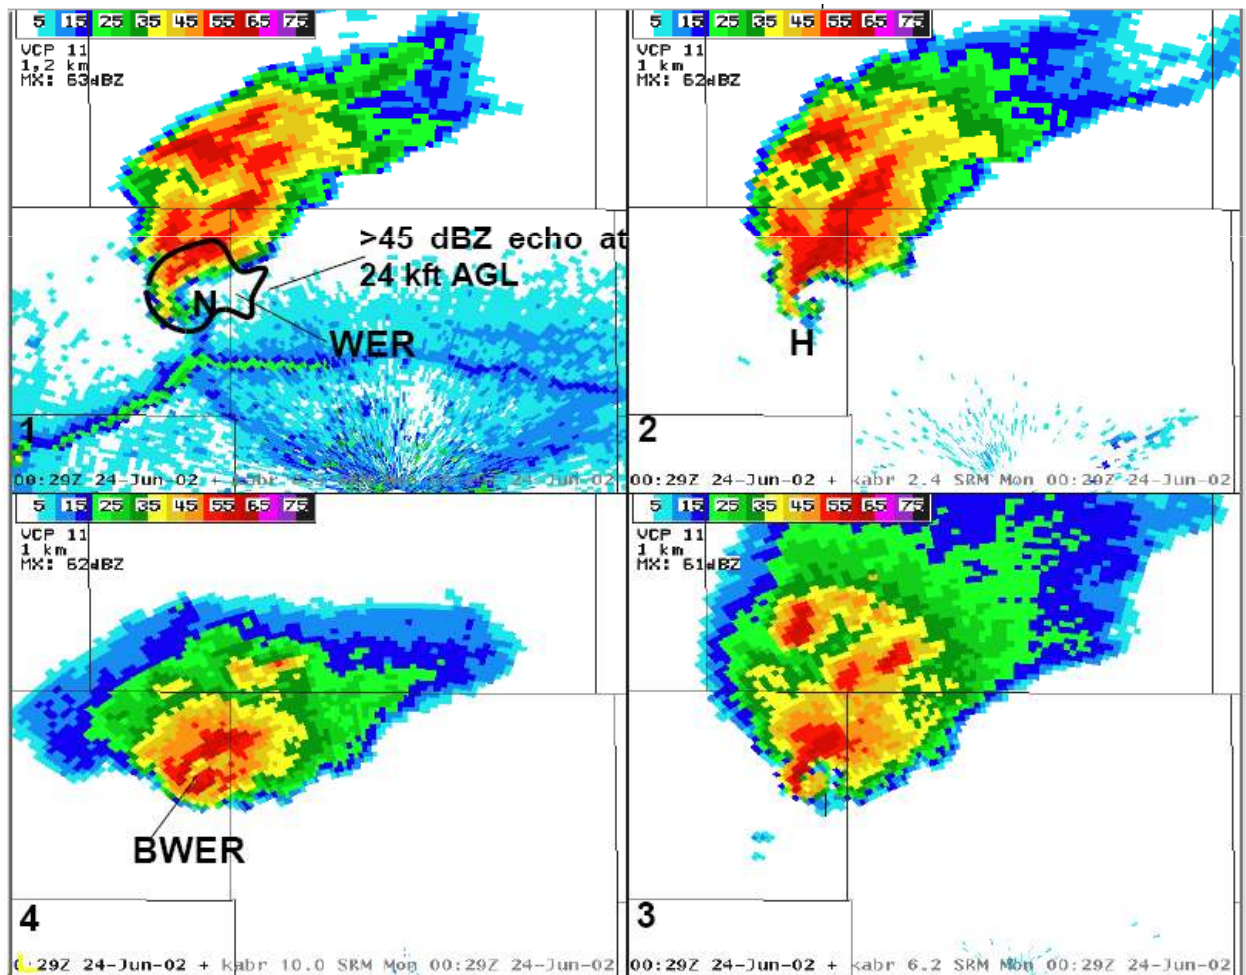 5 15 25 35 45 55 65 75
VCP 11
1,2 km
MX: 63dBZ
>45 dBZ echo at
24 kft AGL
N
WER
1
00:29Z 24-Jun-02 + kabr
24-Jun-02
5 15 25 35 45 55 65 75
VCP 11
1 km
MX: 62dBZ
H
2
00:29Z 24-Jun-02 + kabr 2.4 SRM Mon 00:29Z 24-Jun-02
5 15 25 35 45 55 65 75
VCP 11
1 km
MX: 62dBZ
BWER
4
0:29Z 24-Jun-02 + kabr 10.0 SRM Mon 00:29Z 24-Jun-02
5 15 25 35 45 55 65 75
VCP 11
1 km
MX: 61dBZ
3
00:29Z 24-Jun-02 + kabr 6.2 SRM Mon 00:29Z 24-Jun-02